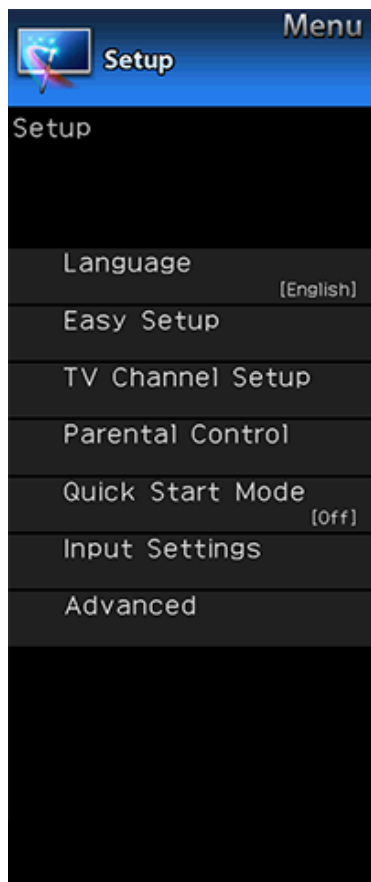 Menu
Setup
Setup
Language
[English]
Easy Setup
TV Channel Setup
Parental Control
Quick Start Mode
[Off]
Input Settings
Advanced